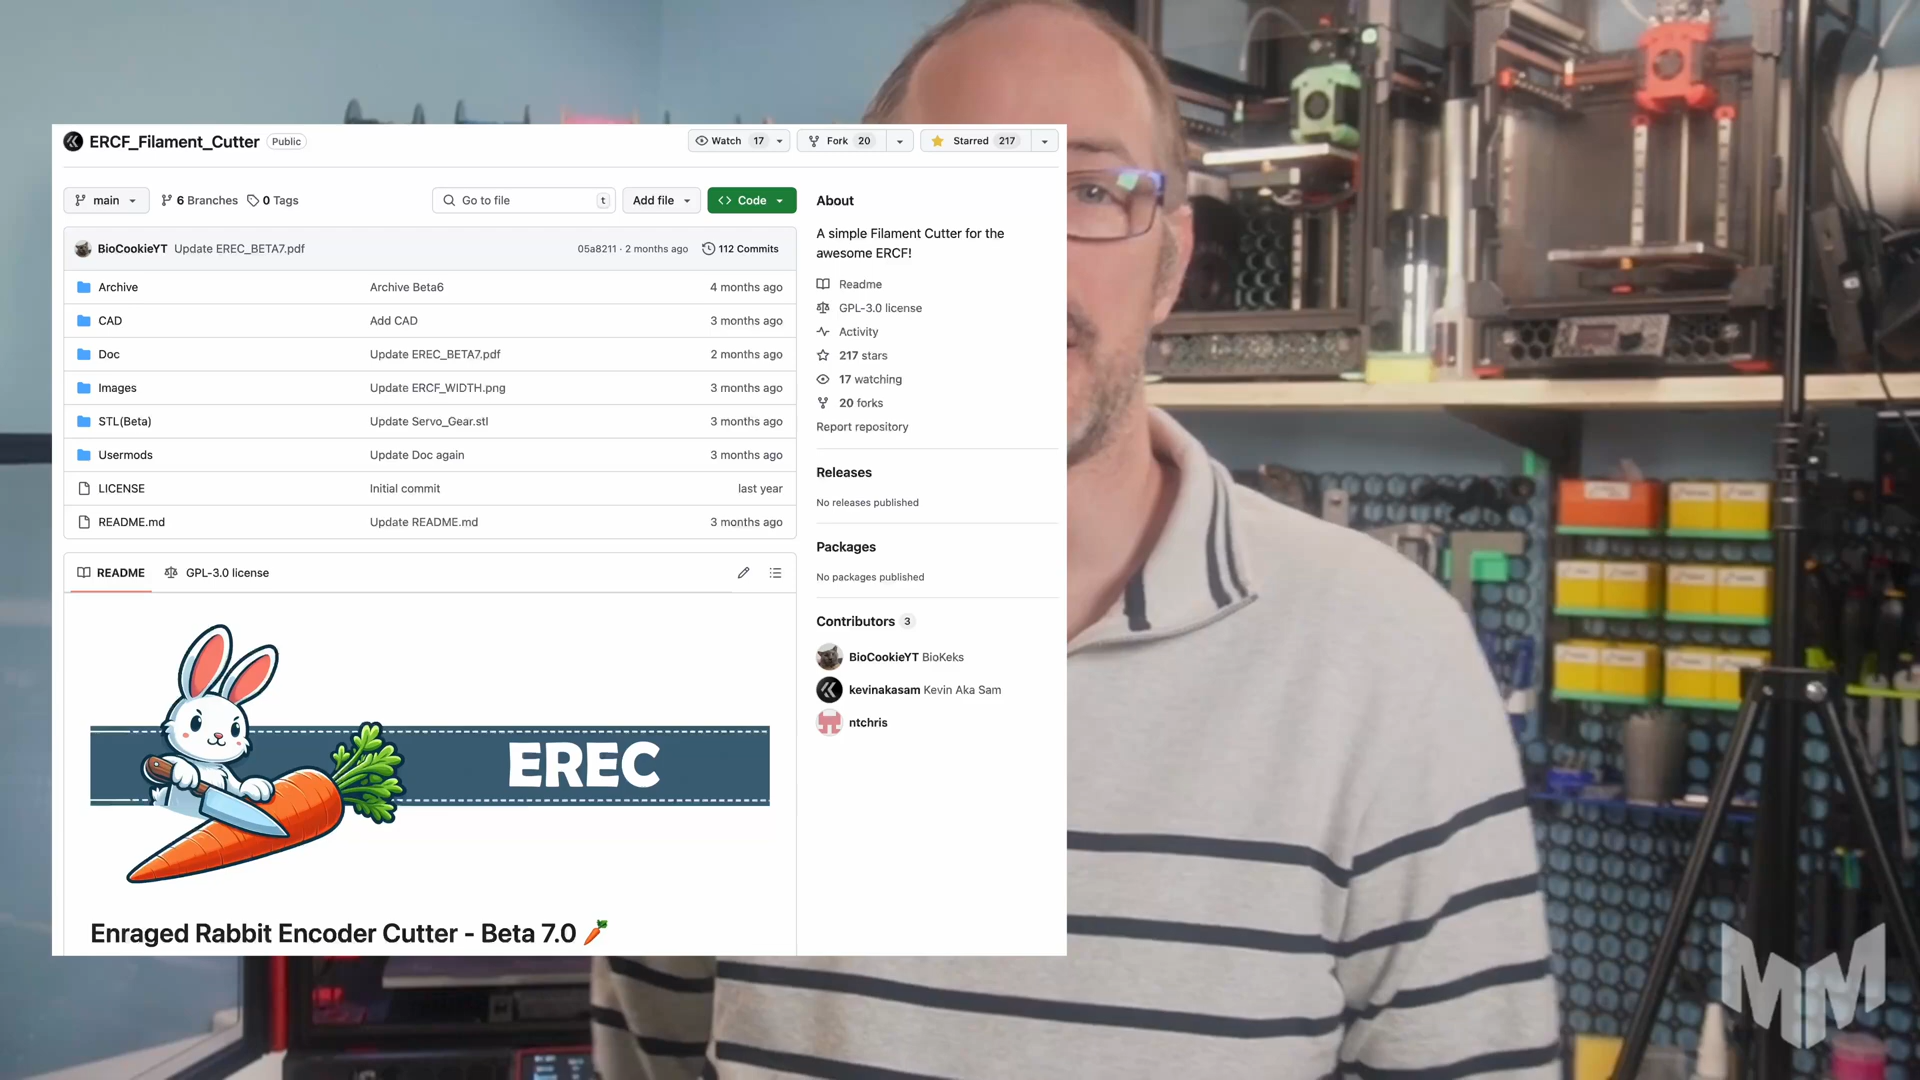 ERCF_Filament_Cutter Public
Watch 17
Fork 20
Starred 217
main
6 Branches
0 Tags
Go to file t
Add file
Code
BioCookieYT Update EREC_BETA7.pdf 05a8211 · 2 months ago 112 Commits
Archive Archive Beta6 4 months ago
CAD Add CAD 3 months ago
Doc Update EREC_BETA7.pdf 2 months ago
Images Update ERCF_WIDTH.png 3 months ago
STL(Beta) Update Servo_Gear.stl 3 months ago
Usermods Update Doc again 3 months ago
LICENSE Initial commit last year
README.md Update README.md 3 months ago
README GPL-3.0 license
EREC
Enraged Rabbit Encoder Cutter - Beta 7.0
About
A simple Filament Cutter for the
awesome ERCF!
Readme
GPL-3.0 license
Activity
217 stars
17 watching
20 forks
Report repository
Releases
No releases published
Packages
No packages published
Contributors 3
BioCookieYT BioKeks
kevinakasam Kevin Aka Sam
ntchris
MM